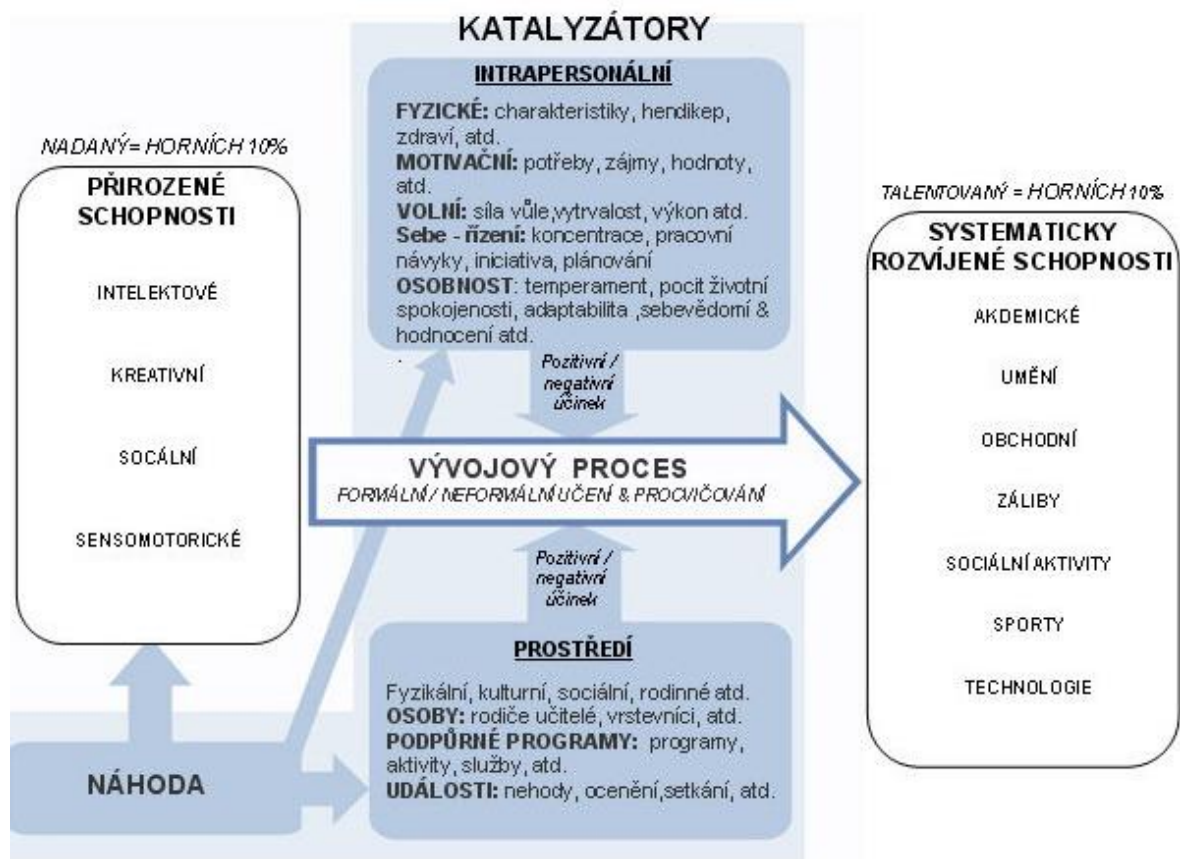 KATALYZÁTORY
INTRAPERSONÁLNÍ
FYZICKÉ: charakteristiky, hendikep,
zdraví, atd.
MOTIVAČNÍ: potřeby, zájmy, hodnoty,
atd.
VOLNÍ: síla vůle,vytrvalost, výkon atd.
Sebe - řízení: koncentrace, pracovní
návyky, iniciativa, plánování
OSOBNOST: temperament, pocit životní
spokojenosti, adaptabilita ,sebevědomí &
hodnocení atd.
.
NADANÝ= HORNÍCH 10%
PŘIROZENÉ
SCHOPNOSTI
INTELEKTOVÉ
KREATIVNÍ
SOCÁLNÍ
SENSOMOTORICKÉ
Pozitivní /
negativní
účinek
VÝVOJOVÝ PROCES
FORMÁLNÍ / NEFORMÁLNÍ UČENÍ & PROCVIČOVÁNÍ
Pozitivní /
negativní
účinek
TALENTOVANÝ = HORNÍCH 10%
SYSTEMATICKY
ROZVÍJENÉ SCHOPNOSTI
AKDEMICKÉ
UMĚNÍ
OBCHODNÍ
ZÁLIBY
SOCIÁLNÍ AKTIVITY
SPORTY
TECHNOLOGIE
PROSTŘEDÍ
Fyzikální, kulturní, sociální, rodinné atd.
OSOBY: rodiče učitelé, vrstevníci, atd.
PODPŮRNÉ PROGRAMY: programy,
aktivity, služby, atd.
UDÁLOSTI: nehody, ocenění,setkání, atd.
NÁHODA